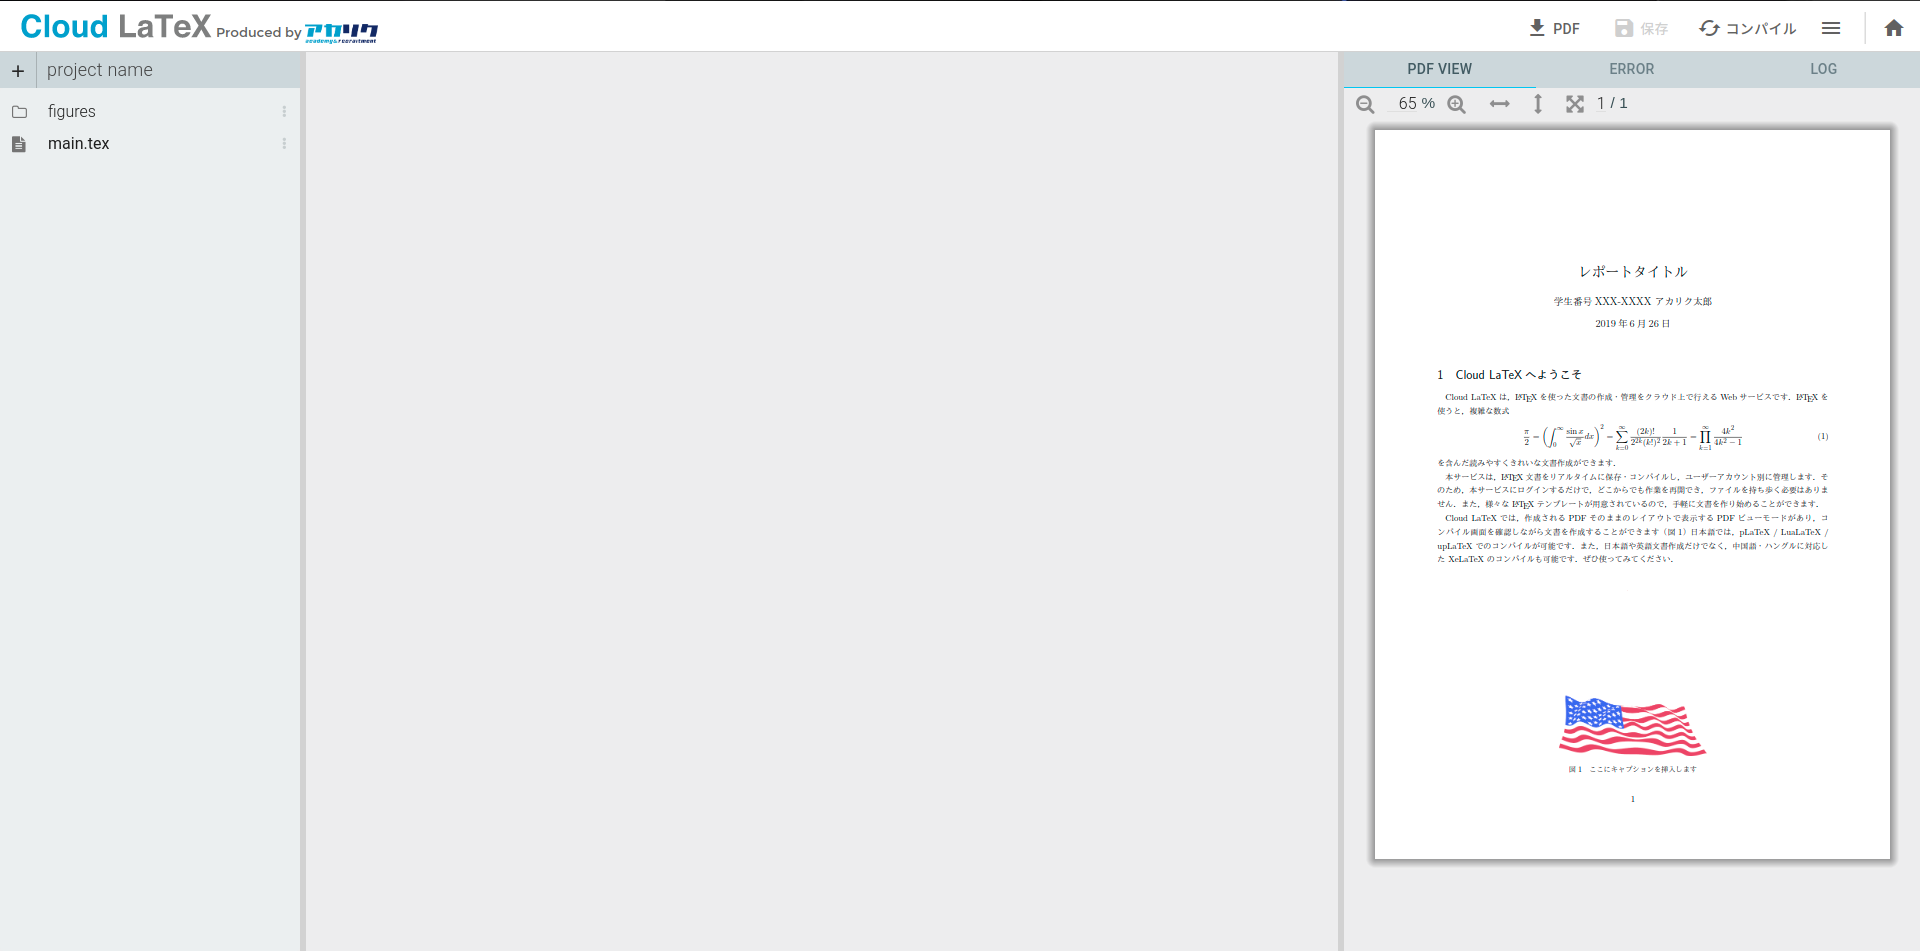 Cloud LaTeX Produced by アカリク
academy&recruitment
PDF
保存
コンパイル
+ project name
figures
main.tex
PDF VIEW
ERROR
LOG
65 %
1 / 1
レポートタイトル
学生番号 XXX-XXXX アカリク太郎
2019 年 6 月 26 日
1 Cloud LaTeX へようこそ
Cloud LaTeX は，LaTeX を使った文書の作成・管理をクラウド上で行える Web サービスです．LaTeX を
使うと，複雑な数式
π/2 = (∫₀^∞ sin x/√x dx)² = ∑_{k=0}^∞ (2k)!/2^{2k}(k!)² 1/2k + 1 = ∏_{k=1}^∞ 4k²/4k² − 1 (1)
を含んだ読みやすくきれいな文書作成ができます．
本サービスは，LaTeX 文書をリアルタイムに保存・コンパイルし，ユーザーアカウント別に管理します．そ
のため，本サービスにログインするだけで，どこからでも作業を再開でき，ファイルを持ち歩く必要はありま
せん．また，様々な LaTeX テンプレートが用意されているので，手軽に文書を作り始めることができます．
Cloud LaTeX では，作成される PDF そのままのレイアウトで表示する PDF ビューモードがあり，コ
ンパイル画面を確認しながら文書を作成することができます（図 1）日本語では，pLaTeX / LuaLaTeX /
upLaTeX でのコンパイルが可能です．また，日本語や英語文書作成だけでなく，中国語・ハングルに対応し
た XeLaTeX のコンパイルも可能です．ぜひ使ってみてください．
図 1 ここにキャプションを挿入します
1